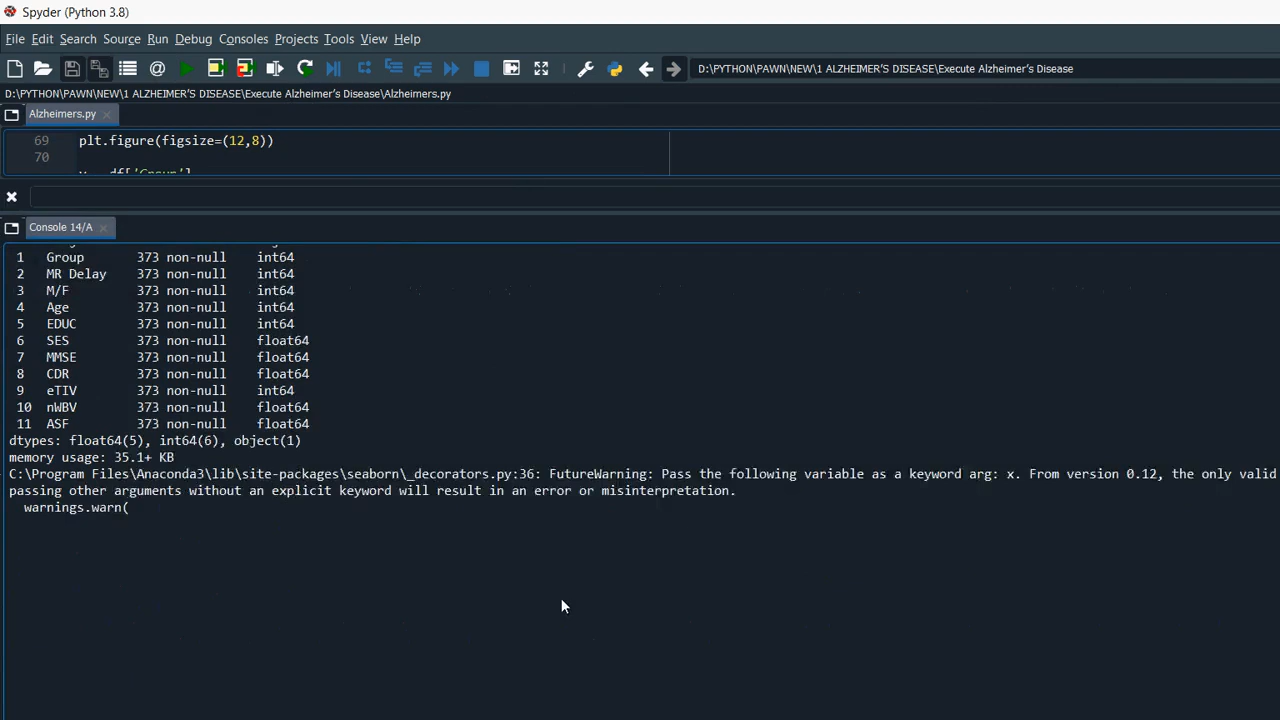 Spyder (Python 3.8)
File Edit Search Source Run Debug Consoles Projects Tools View Help
D:\PYTHON\PAWN\NEW\1 ALZHEIMER'S DISEASE\Execute Alzheimer's Disease
D:\PYTHON\PAWN\NEW\1 ALZHEIMER'S DISEASE\Execute Alzheimer's Disease\Alzheimers.py
Alzheimers.py
69 plt.figure(figsize=(12,8))
70
Console 14/A
1 Group 373 non-null int64
2 MR Delay 373 non-null int64
3 M/F 373 non-null int64
4 Age 373 non-null int64
5 EDUC 373 non-null int64
6 SES 373 non-null float64
7 MMSE 373 non-null float64
8 CDR 373 non-null float64
9 eTIV 373 non-null int64
10 nWBV 373 non-null float64
11 ASF 373 non-null float64
dtypes: float64(5), int64(6), object(1)
memory usage: 35.1+ KB
C:\Program Files\Anaconda3\lib\site-packages\seaborn\_decorators.py:36: FutureWarning: Pass the following variable as a keyword arg: x. From version 0.12, the only valid
passing other arguments without an explicit keyword will result in an error or misinterpretation.
warnings.warn(